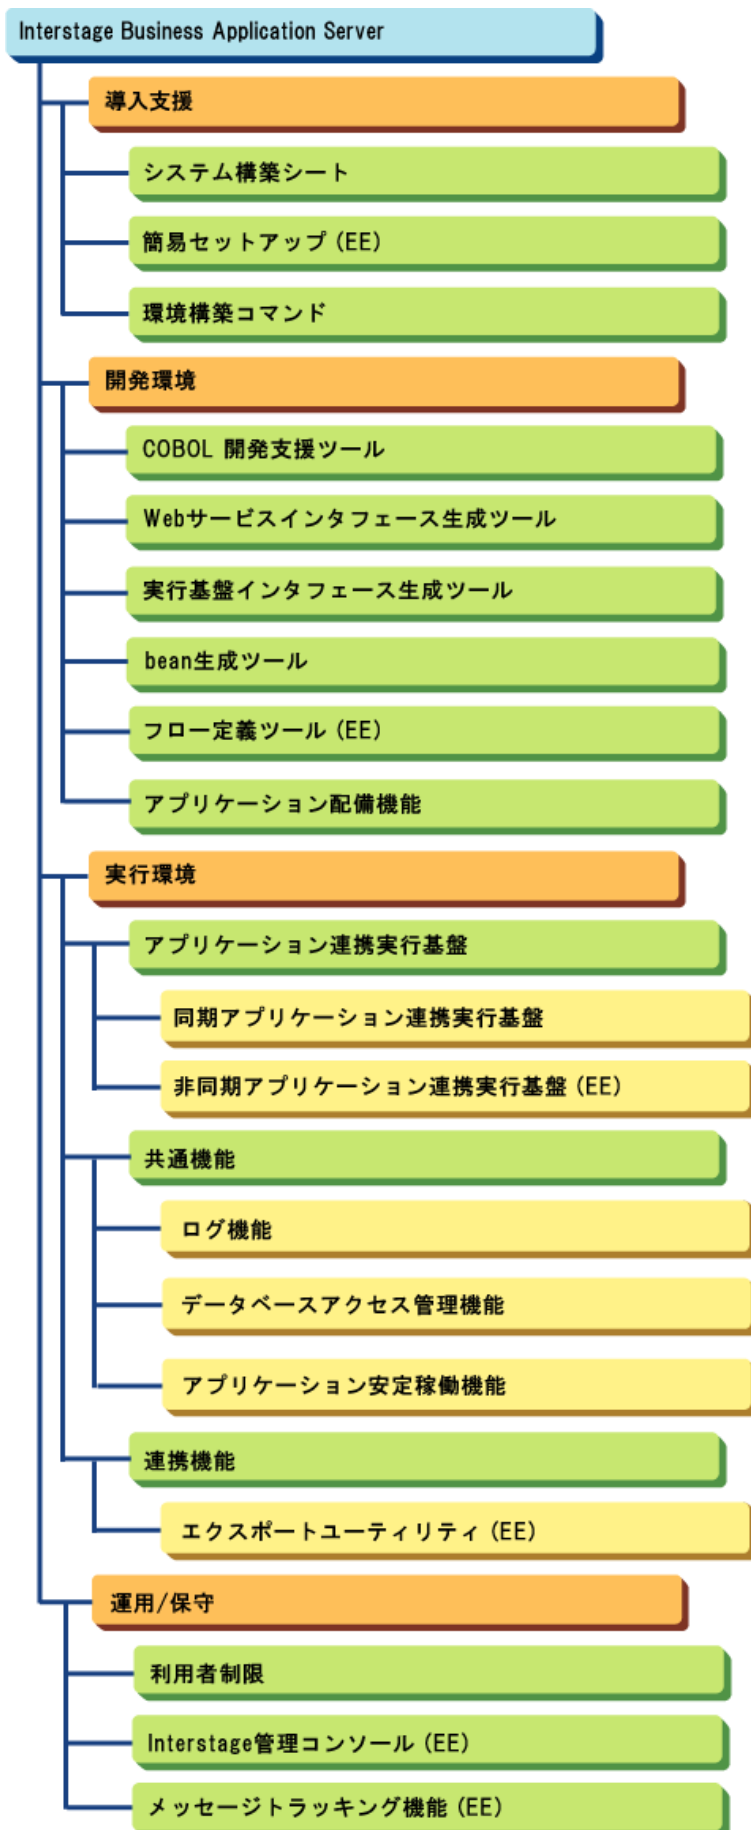 Interstage Business Application Server
導入支援
システム構築シート
簡易セットアップ (EE)
環境構築コマンド
開発環境
COBOL 開発支援ツール
Webサービスインタフェース生成ツール
実行基盤インタフェース生成ツール
bean生成ツール
フロー定義ツール (EE)
アプリケーション配備機能
実行環境
アプリケーション連携実行基盤
同期アプリケーション連携実行基盤
非同期アプリケーション連携実行基盤 (EE)
共通機能
ログ機能
データベースアクセス管理機能
アプリケーション安定稼働機能
連携機能
エクスポートユーティリティ (EE)
運用/保守
利用者制限
Interstage管理コンソール (EE)
メッセージトラッキング機能 (EE)